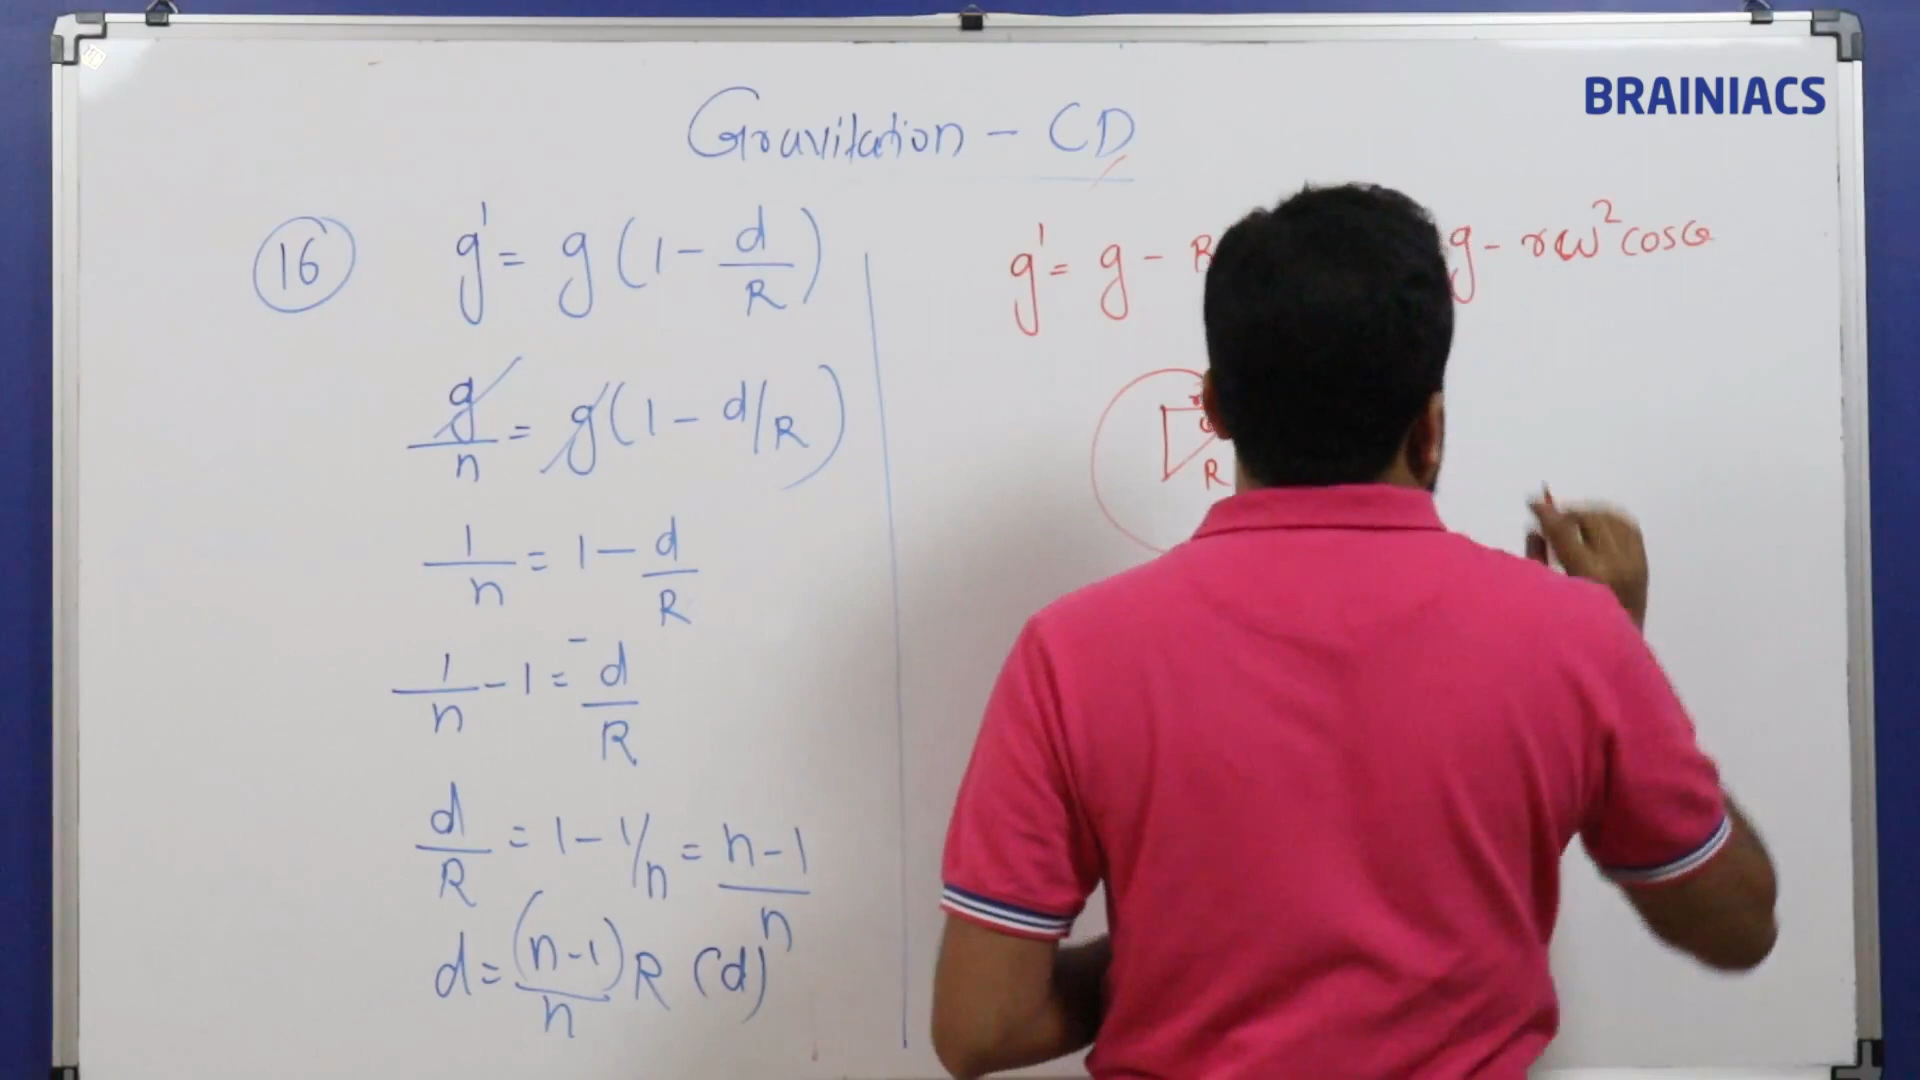 BRAINIACS
Gravitation - CD
16
g' = g (1 - d/R)
g/n = g (1 - d/R)
1/n = 1 - d/R
1/n - 1 = -d/R
d/R = 1 - 1/n = n-1/n
d = (n-1)/n R (d)
g' = g - R
g - rω² cosθ
R